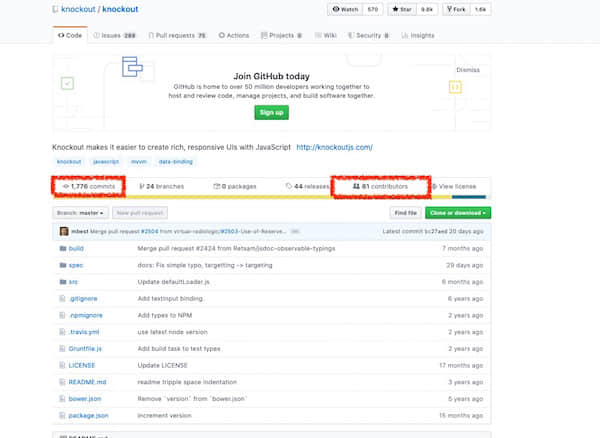 knockout / knockout
Watch 570 Star 9.8k Fork 1.6k
Code Issues 289 Pull requests 75 Actions Projects 0 Wiki Security 0 Insights
Join GitHub today
Dismiss
GitHub is home to over 50 million developers working together to
host and review code, manage projects, and build software together.
Sign up
Knockout makes it easier to create rich, responsive UIs with JavaScript http://knockoutjs.com/
knockout javascript mvvm data-binding
1,776 commits 24 branches 0 packages 44 releases 61 contributors View license
Branch: master New pull request Find file Clone or download
mbest Merge pull request #2504 from virtual-radiologic/#2503-Use-of-Reserve… Latest commit bc27aed 20 days ago
build Merge pull request #2424 from Retsam/jsdoc-observable-typings 7 months ago
spec docs: Fix simple typo, targetting -> targeting 29 days ago
src Update defaultLoader.js 6 months ago
.gitignore Add textInput binding. 6 years ago
.npmignore Add types to NPM 2 years ago
.travis.yml use latest node version 2 years ago
Gruntfile.js Add build task to test types 2 years ago
LICENSE Update LICENSE 17 months ago
README.md readme tripple space indentation 3 years ago
bower.json Remove `version` from `bower.json` 5 years ago
package.json increment version 15 months ago
README.md